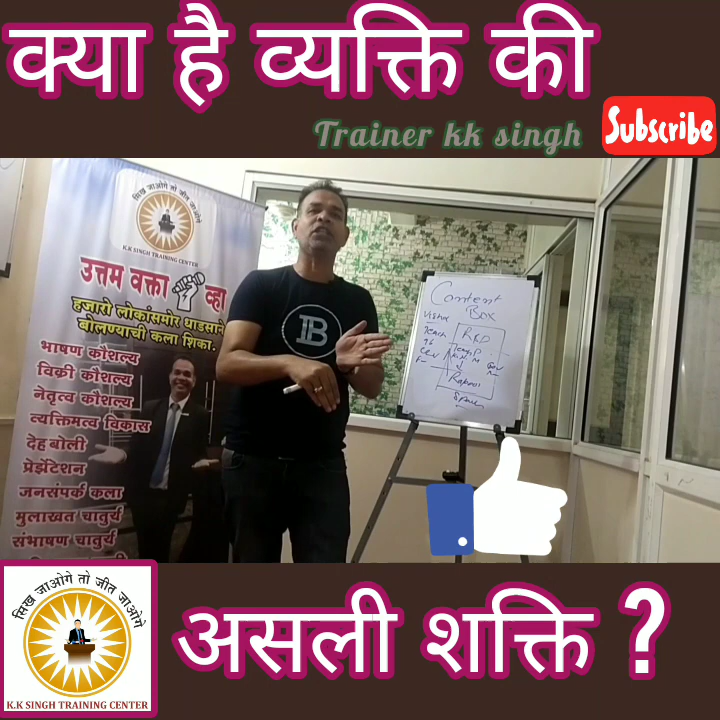 क्या है व्यक्ति की
Trainer kk singh
Subscribe
सिख जाओगे तो जीत जाओगे
K.K SINGH TRAINING CENTER
उत्तम वक्ता व्हा
हजारो लोकांसमोर धाडसाने
बोलण्याची कला शिका.
भाषण कौशल्य
विक्री कौशल्य
नेतृत्व कौशल्य
व्यक्तिमत्व विकास
देहबोली
प्रेझेंटेशन
जनसंपर्क कला
मुलाखत चातुर्य
संभाषण चातुर्य
Content
Box
B
सिख जाओगे तो जीत जाओगे
K.K SINGH TRAINING CENTER
असली शक्ति ?